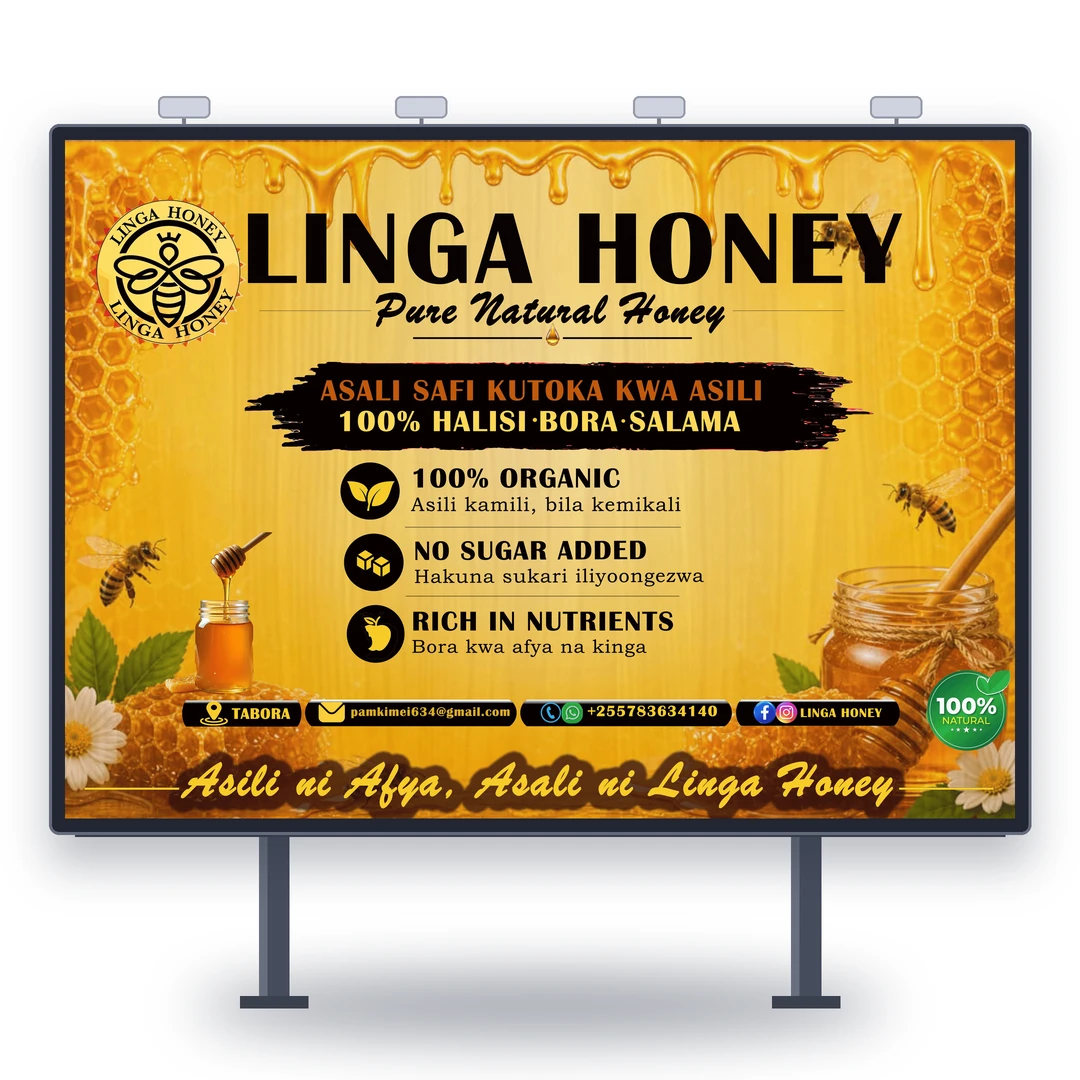 LINGA HONEY
LINGA HONEY
LINGA HONEY
Pure Natural Honey
ASALI SAFI KUTOKA KWA ASILI
100% HALISI·BORA·SALAMA
100% ORGANIC
Asili kamili, bila kemikali
NO SUGAR ADDED
Hakuna sukari iliyoongezwa
RICH IN NUTRIENTS
Bora kwa afya na kinga
TABORA
pamkimei634@gmail.com
+255783634140
LINGA HONEY
100%
NATURAL
Asili ni Afya, Asali ni Linga Honey